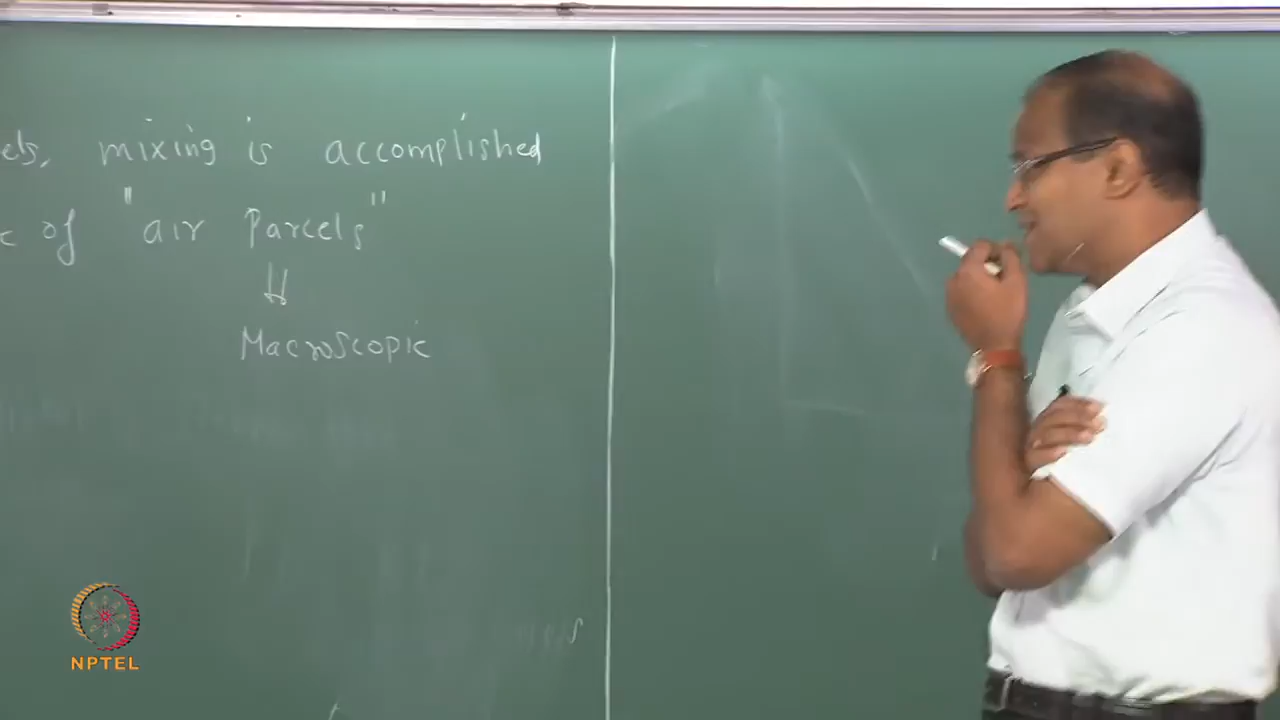 els, mixing is accomplished
of "air Parcels"
Macroscopic
NPTEL